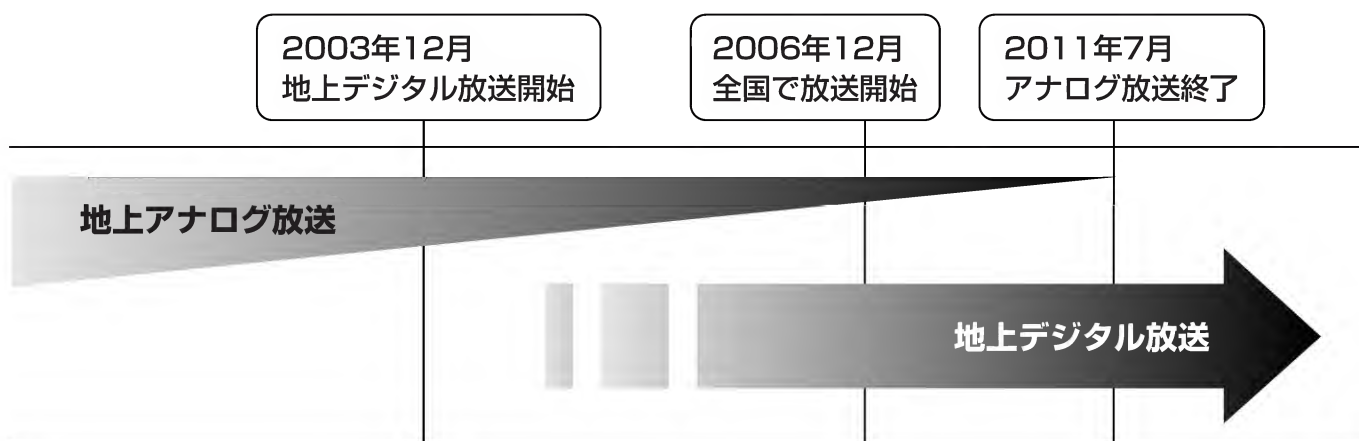 2003年12月
地上デジタル放送開始
2006年12月
全国で放送開始
2011年7月
アナログ放送終了
地上アナログ放送
地上デジタル放送